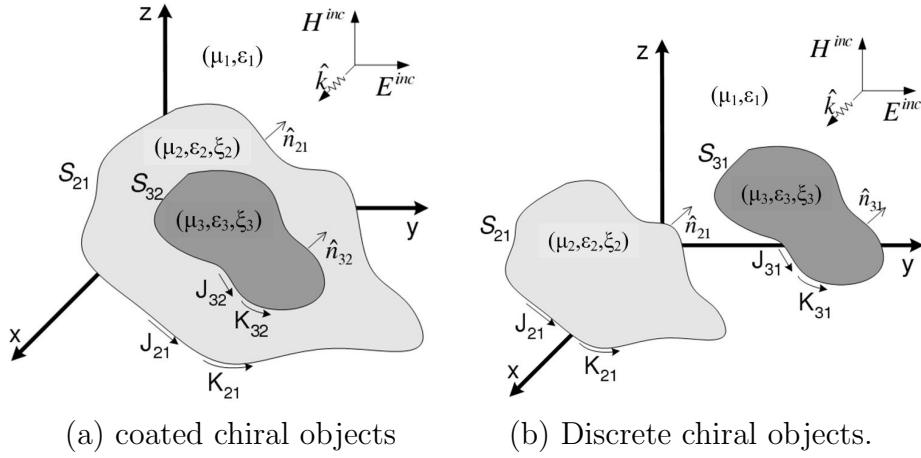 z
H^inc
(μ₁,ε₁)
k̂
E^inc
n̂₂₁
(μ₂,ε₂,ξ₂)
S₂₁
S₃₂
(μ₃,ε₃,ξ₃)
y
n̂₃₂
J₃₂
K₃₂
x
J₂₁
K₂₁
(a) coated chiral objects
z
H^inc
(μ₁,ε₁)
k̂
E^inc
S₃₁
(μ₃,ε₃,ξ₃)
n̂₃₁
S₂₁
n̂₂₁
(μ₂,ε₂,ξ₂)
y
J₃₁
K₃₁
J₂₁
x
K₂₁
(b) Discrete chiral objects.